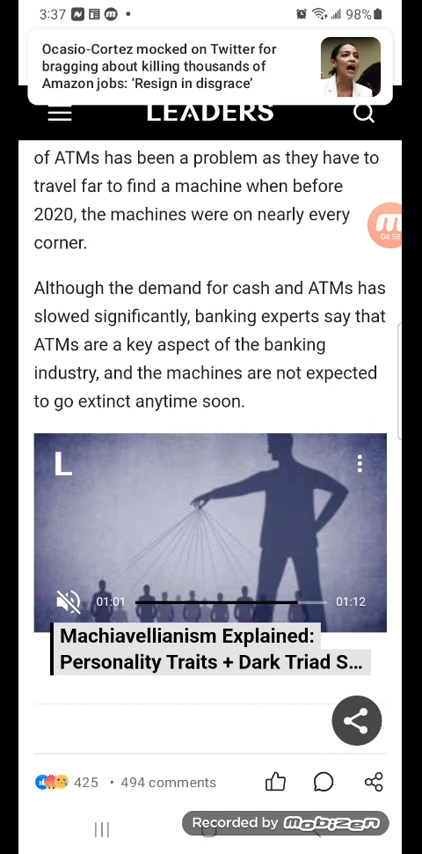 3:37
98%
Ocasio-Cortez mocked on Twitter for
bragging about killing thousands of
Amazon jobs: ‘Resign in disgrace’
LEADERS
of ATMs has been a problem as they have to
travel far to find a machine when before
2020, the machines were on nearly every
corner.
04:58
Although the demand for cash and ATMs has
slowed significantly, banking experts say that
ATMs are a key aspect of the banking
industry, and the machines are not expected
to go extinct anytime soon.
L
01:01
01:12
Machiavellianism Explained:
Personality Traits + Dark Triad S...
425 • 494 comments
Recorded by mobizen